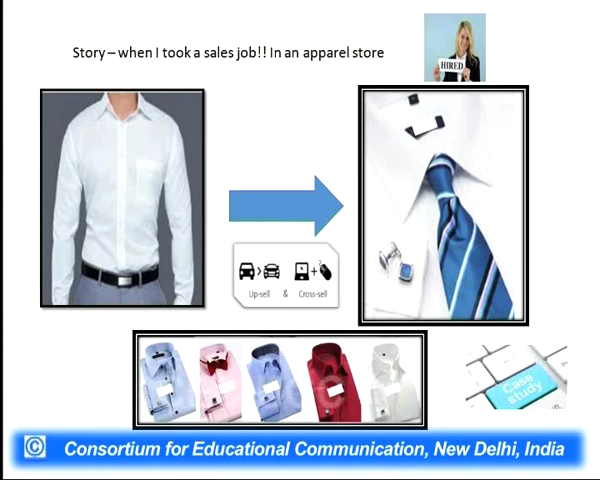 Story – when I took a sales job!! In an apparel store
HIRED
Up-sell & Cross-sell
Case
study
© Consortium for Educational Communication, New Delhi, India